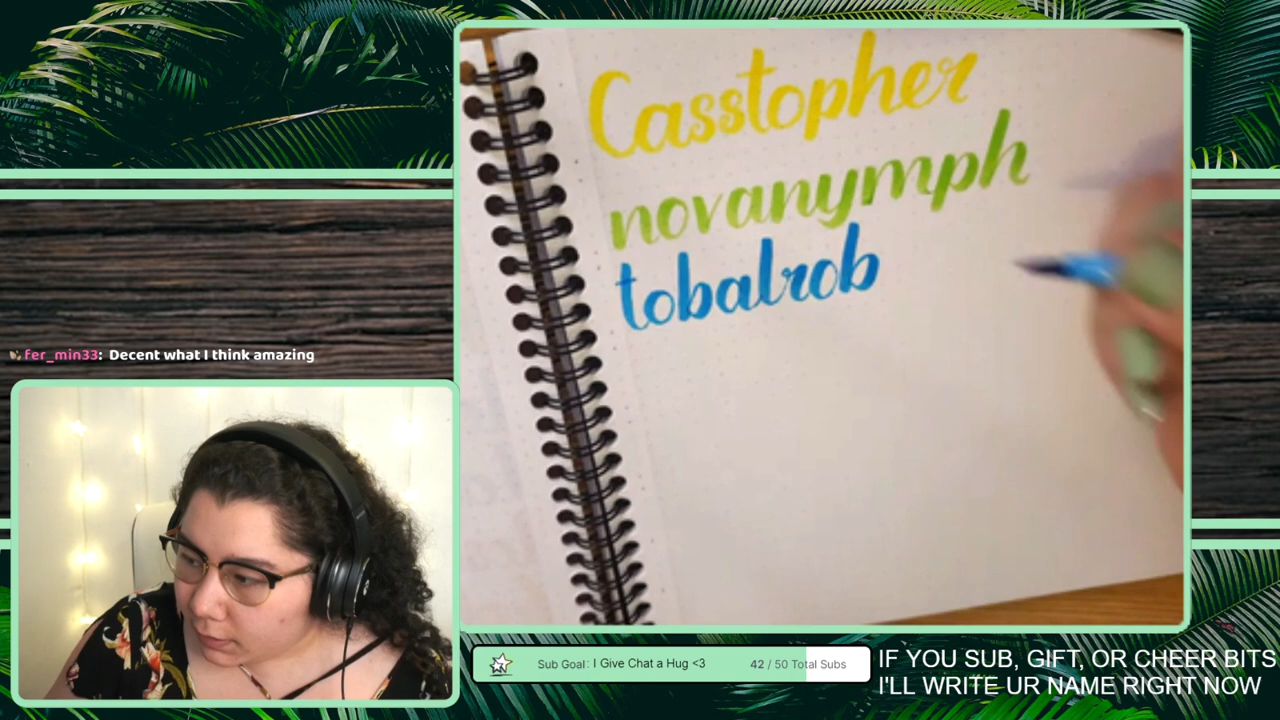 Casstopher
novanymph
tobalrob
fer_min33: Decent what I think amazing
Sub Goal: I Give Chat a Hug <3 42 / 50 Total Subs
IF YOU SUB, GIFT, OR CHEER BITS
I'LL WRITE UR NAME RIGHT NOW